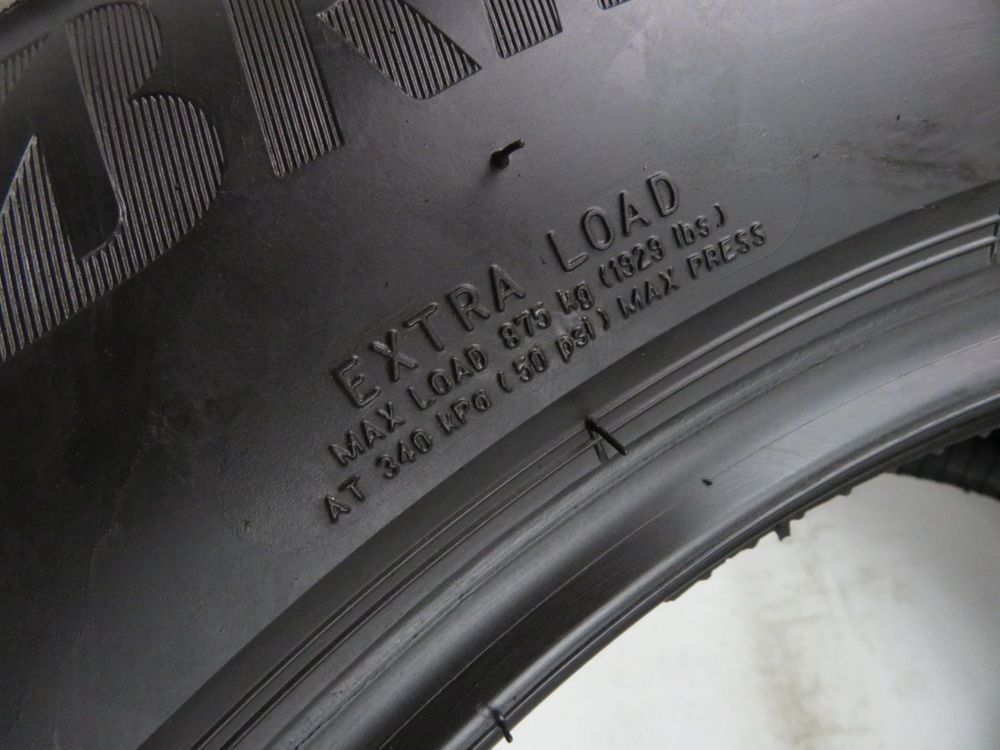 EXTRA LOAD
MAX LOAD 875 kg (1929 lbs.)
AT 340 kPa (50 psi) MAX PRESS